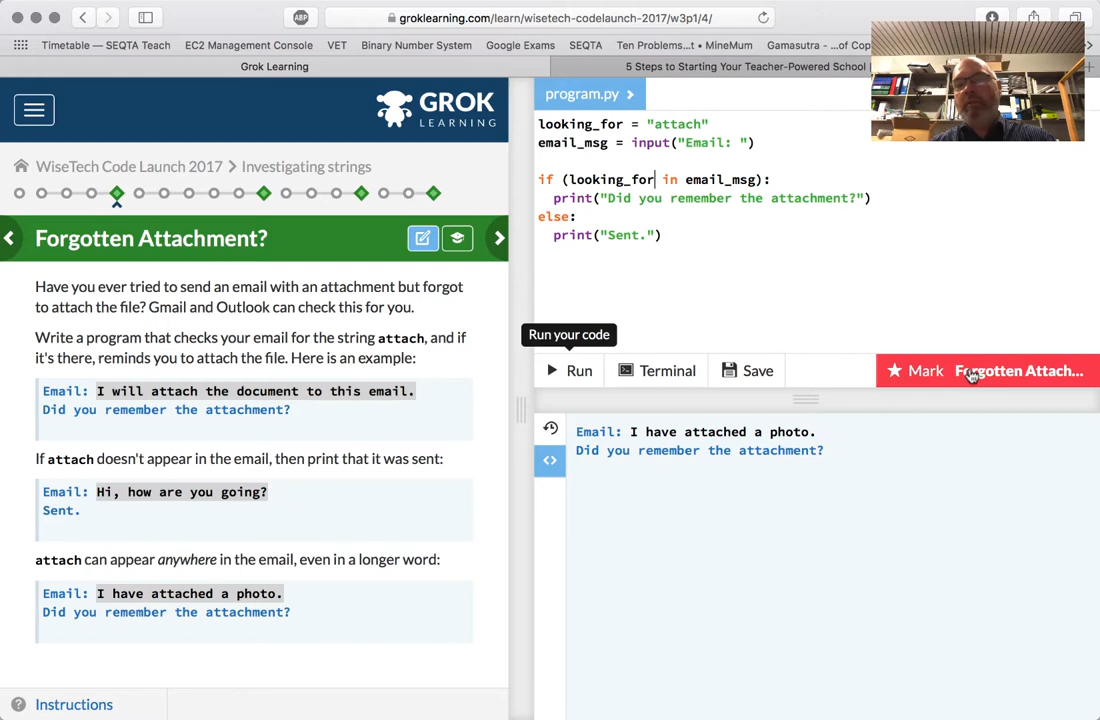 ABP
groklearning.com/learn/wisetech-codelaunch-2017/w3p1/4/
Timetable — SEQTA Teach EC2 Management Console VET Binary Number System Google Exams SEQTA Ten Problems...t • MineMum Gamasutra - ...of Cop
Grok Learning
5 Steps to Starting Your Teacher-Powered School
GROK
LEARNING
WiseTech Code Launch 2017 > Investigating strings
Forgotten Attachment?
Have you ever tried to send an email with an attachment but forgot
to attach the file? Gmail and Outlook can check this for you.
Write a program that checks your email for the string attach, and if
it's there, reminds you to attach the file. Here is an example:
Email: I will attach the document to this email.
Did you remember the attachment?
If attach doesn't appear in the email, then print that it was sent:
Email: Hi, how are you going?
Sent.
attach can appear anywhere in the email, even in a longer word:
Email: I have attached a photo.
Did you remember the attachment?
Instructions
program.py
looking_for = "attach"
email_msg = input("Email: ")
if (looking_for in email_msg):
print("Did you remember the attachment?")
else:
print("Sent.")
Run your code
Run Terminal Save Mark Forgotten Attach...
Email: I have attached a photo.
Did you remember the attachment?